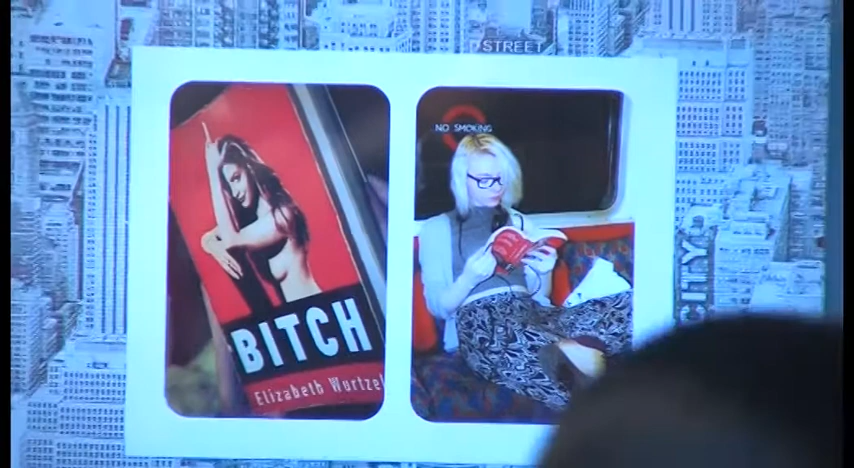 STREET
NO SMOKING
BITCH
Elizabeth Wurtzel
CITY